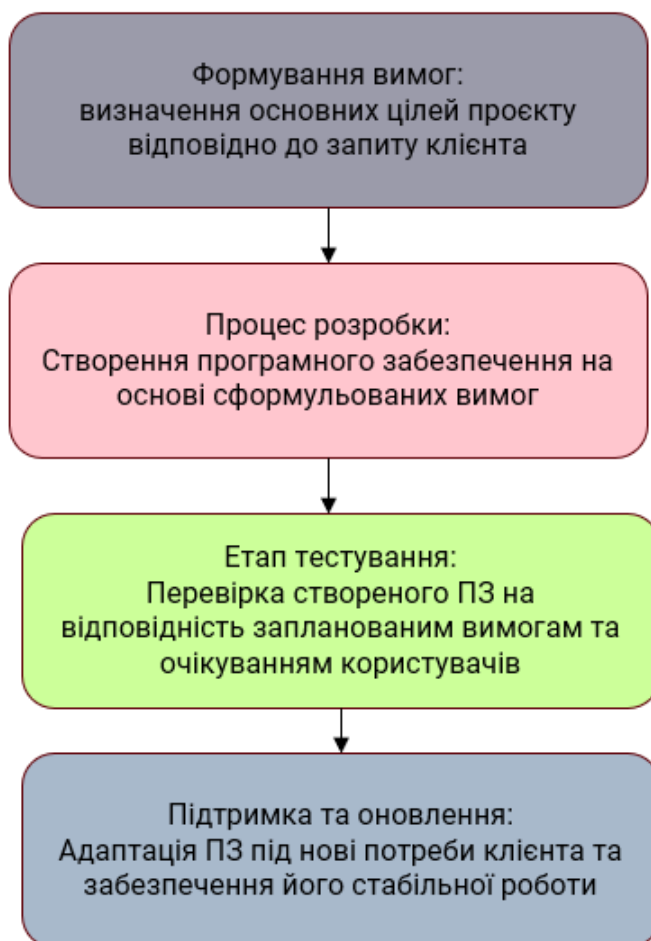 Формування вимог:
визначення основних цілей проєкту
відповідно до запиту клієнта
Процес розробки:
Створення програмного забезпечення на
основі сформульованих вимог
Етап тестування:
Перевірка створеного ПЗ на
відповідність запланованим вимогам та
очікуванням користувачів
Підтримка та оновлення:
Адаптація ПЗ під нові потреби клієнта та
забезпечення його стабільної роботи